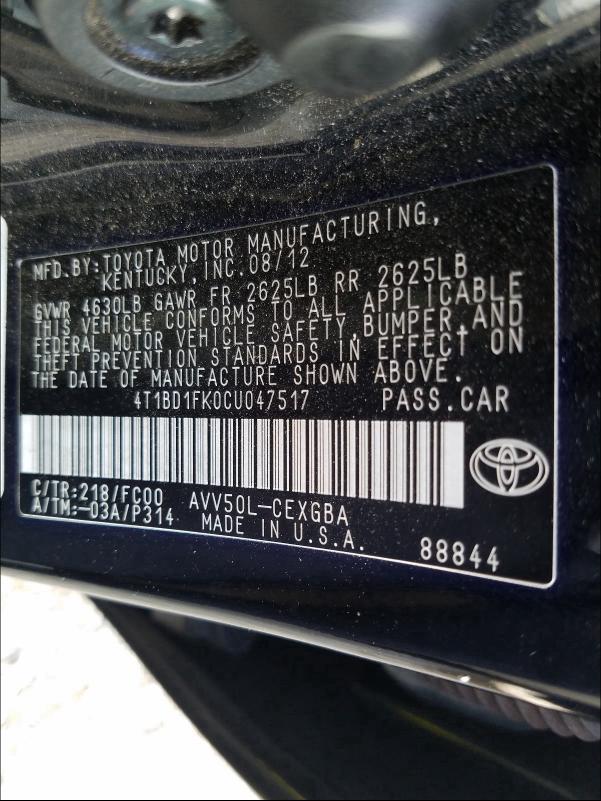 MFD.BY:TOYOTA MOTOR MANUFACTURING,
KENTUCKY, INC. 08/12
GVWR 4630LB GAWR FR 2625LB RR 2625LB
THIS VEHICLE CONFORMS TO ALL APPLICABLE
FEDERAL MOTOR VEHICLE SAFETY, BUMPER, AND
THEFT PREVENTION STANDARDS IN EFFECT ON
THE DATE OF MANUFACTURE SHOWN ABOVE.
4T1BD1FK0CU047517 PASS.CAR
C/TR:218/FC00 AVV50L-CEXGBA
A/TM:-03A/P314 MADE IN U.S.A. 88844